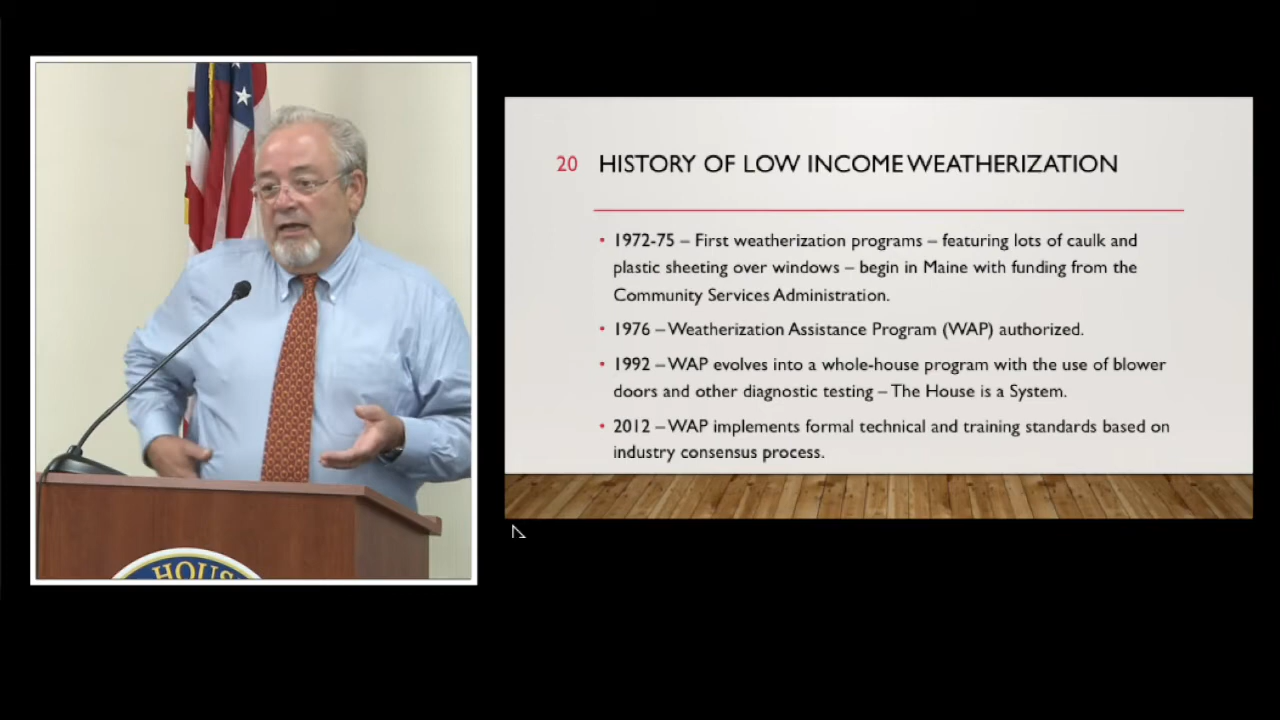 20 HISTORY OF LOW INCOME WEATHERIZATION
• 1972-75 – First weatherization programs – featuring lots of caulk and
plastic sheeting over windows – begin in Maine with funding from the
Community Services Administration.
• 1976 – Weatherization Assistance Program (WAP) authorized.
• 1992 – WAP evolves into a whole-house program with the use of blower
doors and other diagnostic testing – The House is a System.
• 2012 – WAP implements formal technical and training standards based on
industry consensus process.
HOUS